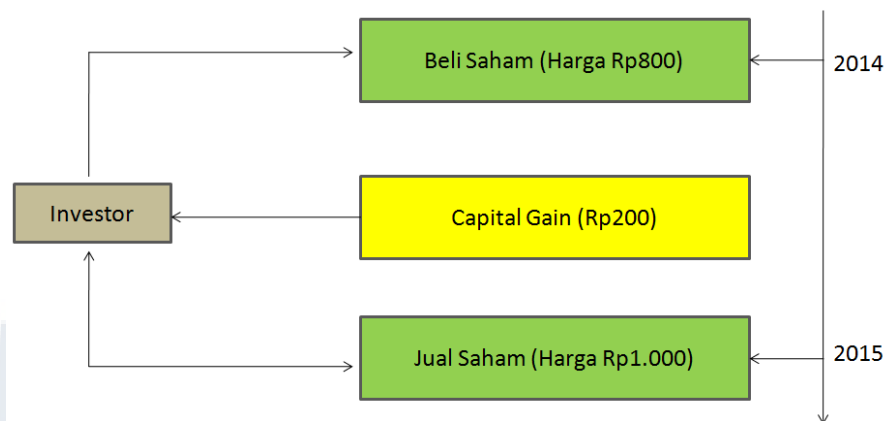 Beli Saham (Harga Rp800)
2014
Investor
Capital Gain (Rp200)
Jual Saham (Harga Rp1.000)
2015